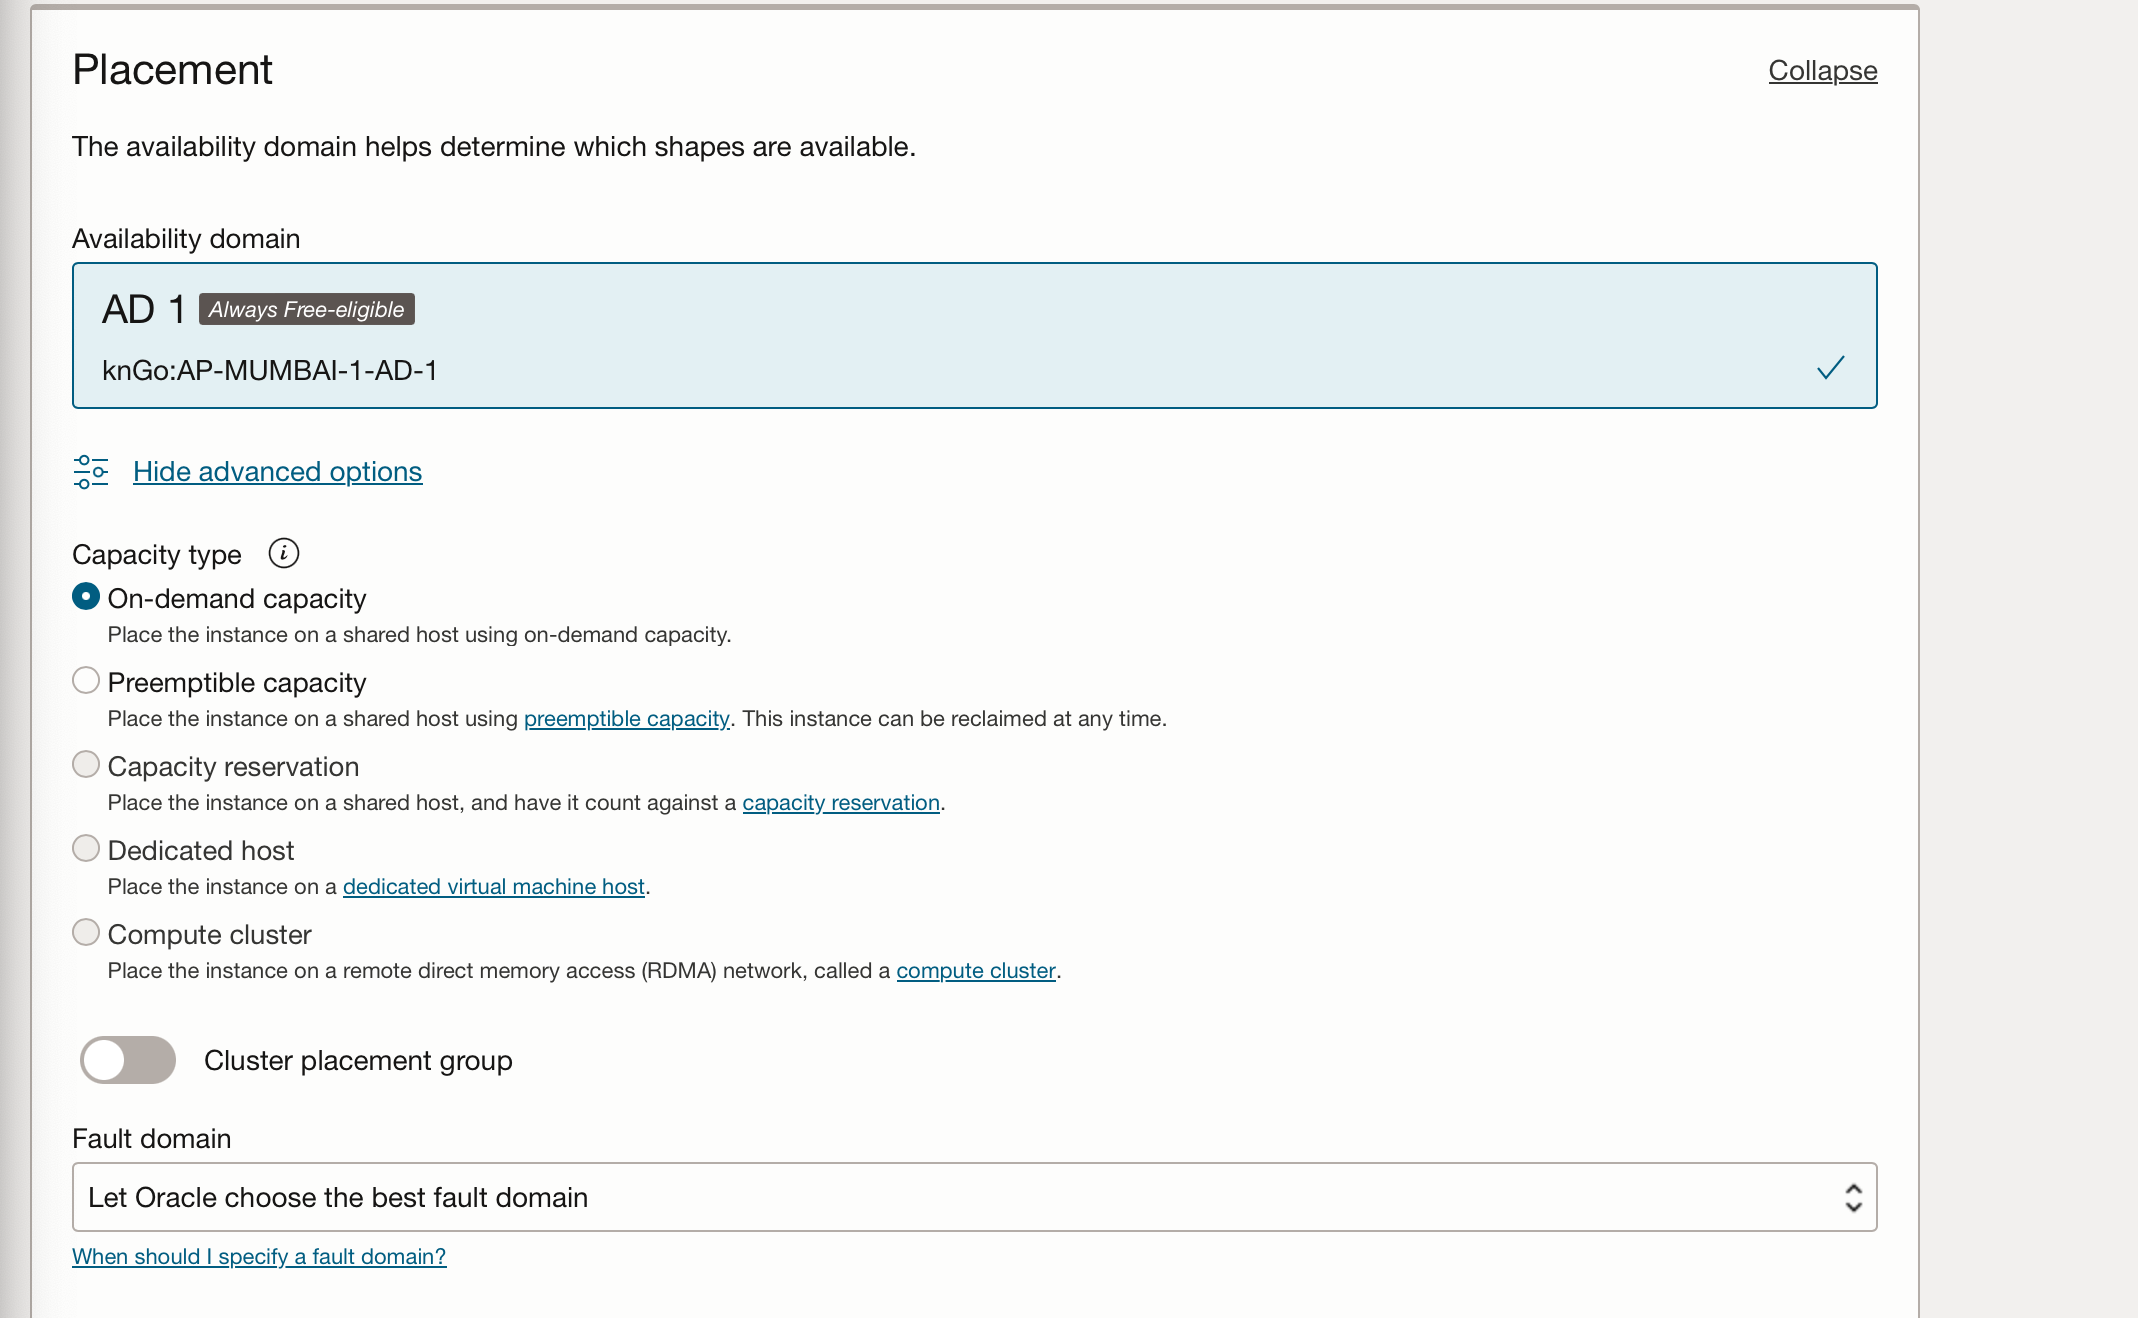 Placement
Collapse
The availability domain helps determine which shapes are available.
Availability domain
AD 1 Always Free-eligible
knGo:AP-MUMBAI-1-AD-1
Hide advanced options
Capacity type i
On-demand capacity
Place the instance on a shared host using on-demand capacity.
Preemptible capacity
Place the instance on a shared host using preemptible capacity. This instance can be reclaimed at any time.
Capacity reservation
Place the instance on a shared host, and have it count against a capacity reservation.
Dedicated host
Place the instance on a dedicated virtual machine host.
Compute cluster
Place the instance on a remote direct memory access (RDMA) network, called a compute cluster.
Cluster placement group
Fault domain
Let Oracle choose the best fault domain
When should I specify a fault domain?